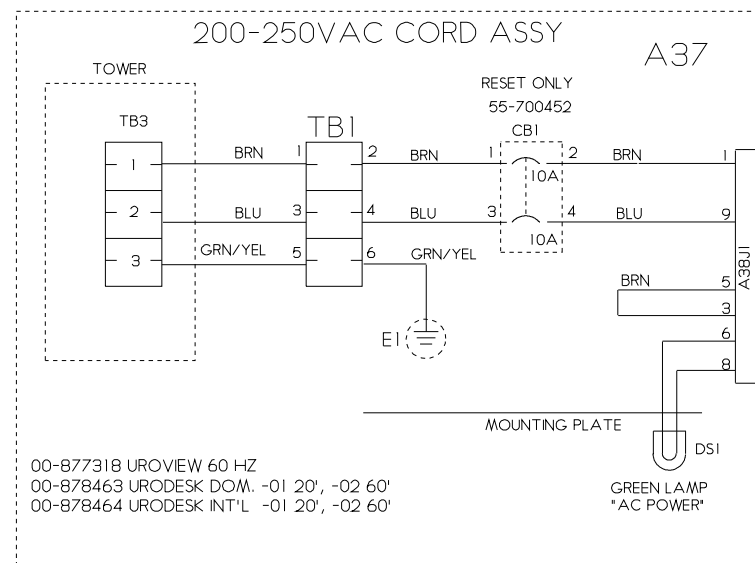 200-250VAC CORD ASSY
A37
TOWER
RESET ONLY
55-700452
TB3
TB1
CB1
1 BRN 1 2 BRN 1 2 BRN 1
10A
2 BLU 3 4 BLU 3 4 BLU 9
10A
3 GRN/YEL 5 6 GRN/YEL
A38J1
BRN 5
3
E1
6
8
MOUNTING PLATE
DS1
GREEN LAMP
"AC POWER"
00-877318 UROVIEW 60 HZ
00-878463 URODESK DOM. -01 20', -02 60'
00-878464 URODESK INT'L -01 20', -02 60'